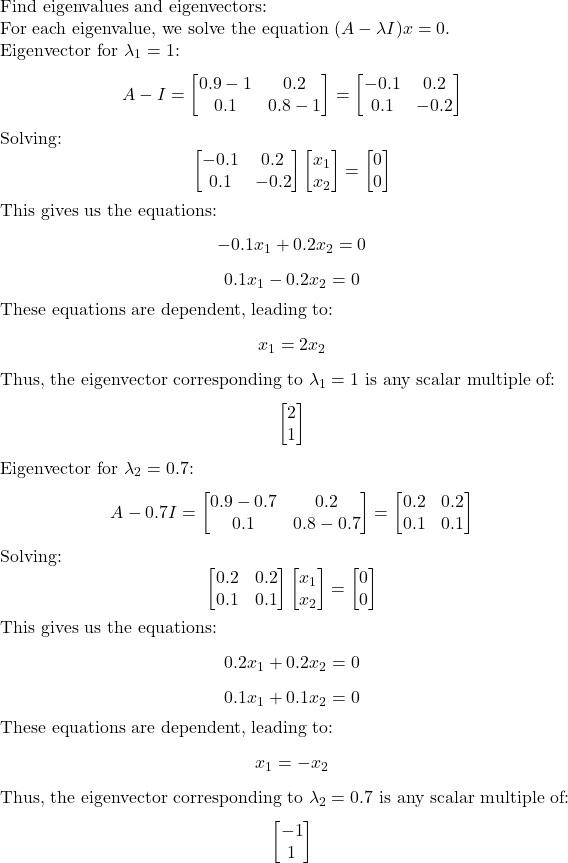 Find eigenvalues and eigenvectors:
For each eigenvalue, we solve the equation $(A - \lambda I)x = 0$.
Eigenvector for $\lambda_1 = 1$:
$$A - I = \begin{bmatrix} 0.9 - 1 & 0.2 \\ 0.1 & 0.8 - 1 \end{bmatrix} = \begin{bmatrix} -0.1 & 0.2 \\ 0.1 & -0.2 \end{bmatrix}$$
Solving:
$$\begin{bmatrix} -0.1 & 0.2 \\ 0.1 & -0.2 \end{bmatrix} \begin{bmatrix} x_1 \\ x_2 \end{bmatrix} = \begin{bmatrix} 0 \\ 0 \end{bmatrix}$$
This gives us the equations:
$$-0.1x_1 + 0.2x_2 = 0$$
$$0.1x_1 - 0.2x_2 = 0$$
These equations are dependent, leading to:
$$x_1 = 2x_2$$
Thus, the eigenvector corresponding to $\lambda_1 = 1$ is any scalar multiple of:
$$\begin{bmatrix} 2 \\ 1 \end{bmatrix}$$
Eigenvector for $\lambda_2 = 0.7$:
$$A - 0.7I = \begin{bmatrix} 0.9 - 0.7 & 0.2 \\ 0.1 & 0.8 - 0.7 \end{bmatrix} = \begin{bmatrix} 0.2 & 0.2 \\ 0.1 & 0.1 \end{bmatrix}$$
Solving:
$$\begin{bmatrix} 0.2 & 0.2 \\ 0.1 & 0.1 \end{bmatrix} \begin{bmatrix} x_1 \\ x_2 \end{bmatrix} = \begin{bmatrix} 0 \\ 0 \end{bmatrix}$$
This gives us the equations:
$$0.2x_1 + 0.2x_2 = 0$$
$$0.1x_1 + 0.1x_2 = 0$$
These equations are dependent, leading to:
$$x_1 = -x_2$$
Thus, the eigenvector corresponding to $\lambda_2 = 0.7$ is any scalar multiple of:
$$\begin{bmatrix} -1 \\ 1 \end{bmatrix}$$